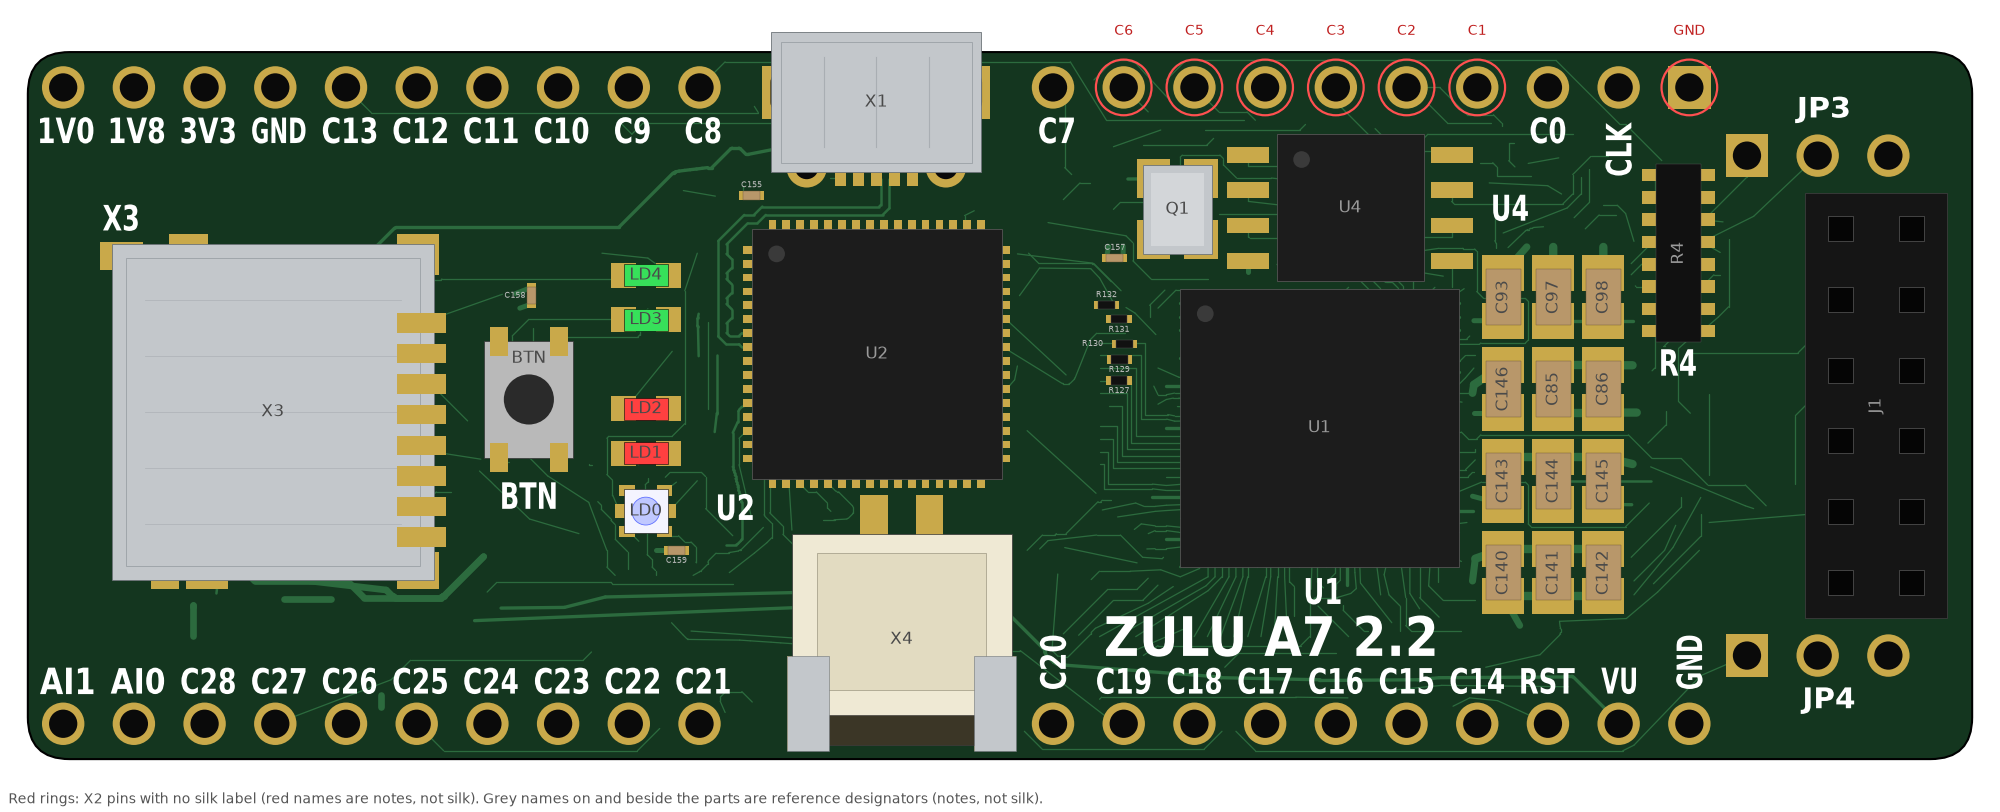 C6 C5 C4 C3 C2 C1 GND
X1
JP3
1V0 1V8 3V3 GND C13 C12 C11 C10 C9 C8 C7 C0 CLK
C155
X3
Q1
U4
U4
C157
R4
LD4
C158
LD3
R132
R131
R130
R129
R127
C93 C97 C98
BTN
U2
R4
C146 C85 C86
X3
LD2
U1
J1
LD1
C143 C144 C145
BTN
LD0
U2
C159
C140 C141 C142
U1
X4
ZULU A7 2.2
AI1 AI0 C28 C27 C26 C25 C24 C23 C22 C21 C20 C19 C18 C17 C16 C15 C14 RST VU GND
JP4
Red rings: X2 pins with no silk label (red names are notes, not silk). Grey names on and beside the parts are reference designators (notes, not silk).